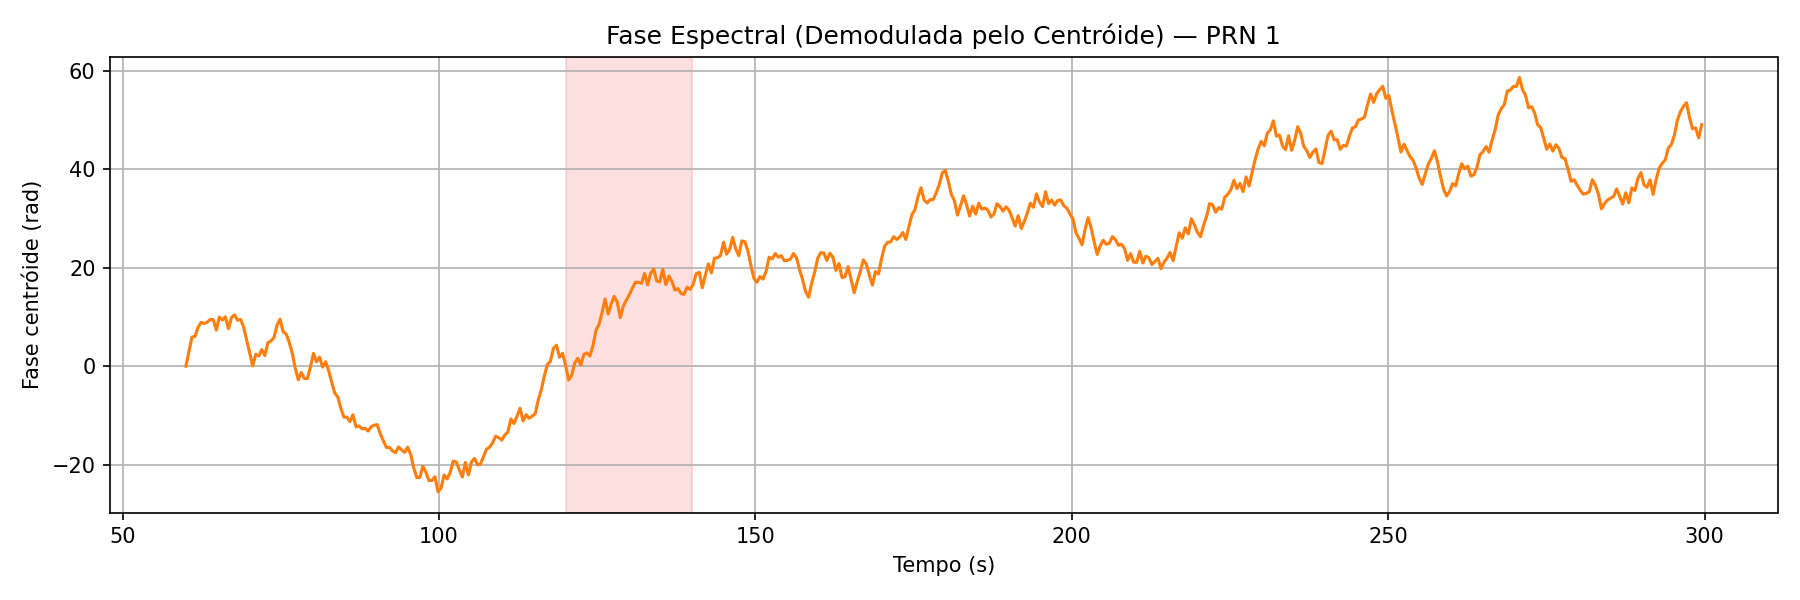 Fase Espectral (Demodulada pelo Centróide) — PRN 1
Fase centróide (rad)
60
40
20
0
−20
50 100 150 200 250 300
Tempo (s)